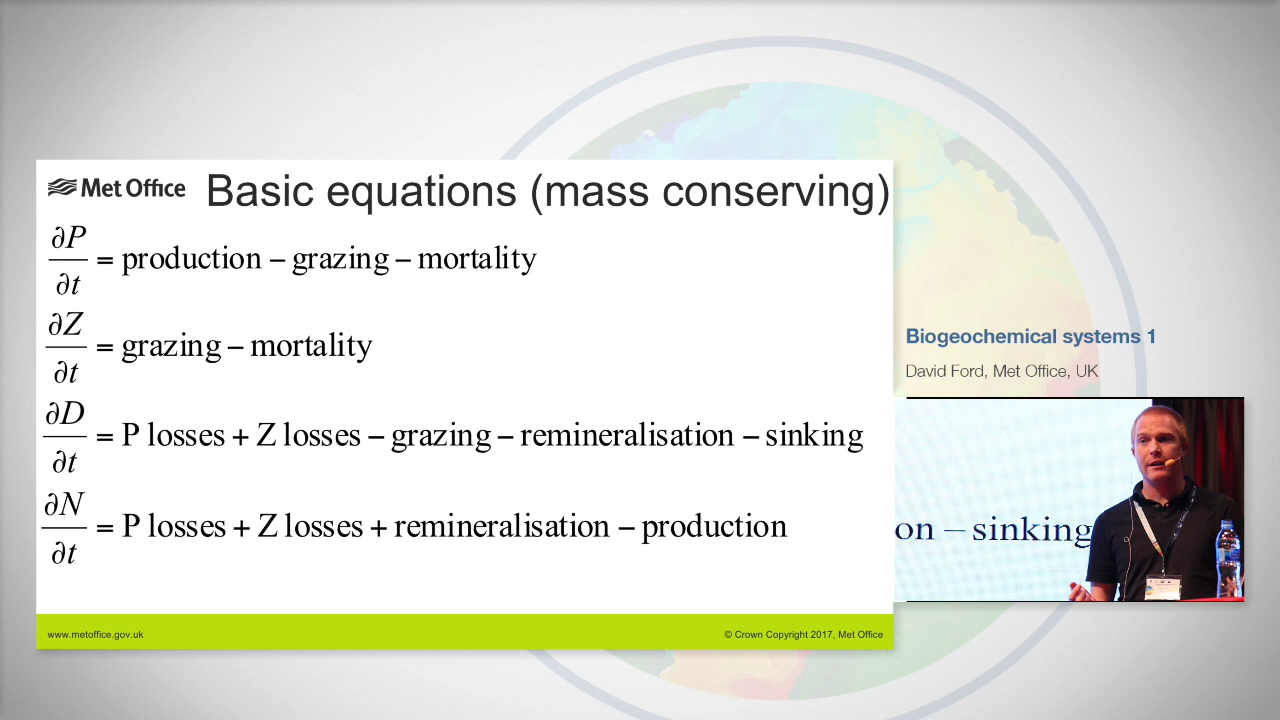 Met Office
Basic equations (mass conserving)
∂P/∂t = production − grazing − mortality
∂Z/∂t = grazing − mortality
∂D/∂t = P losses + Z losses − grazing − remineralisation − sinking
∂N/∂t = P losses + Z losses + remineralisation − production
www.metoffice.gov.uk
© Crown Copyright 2017, Met Office
Biogeochemical systems 1
David Ford, Met Office, UK
on − sinking